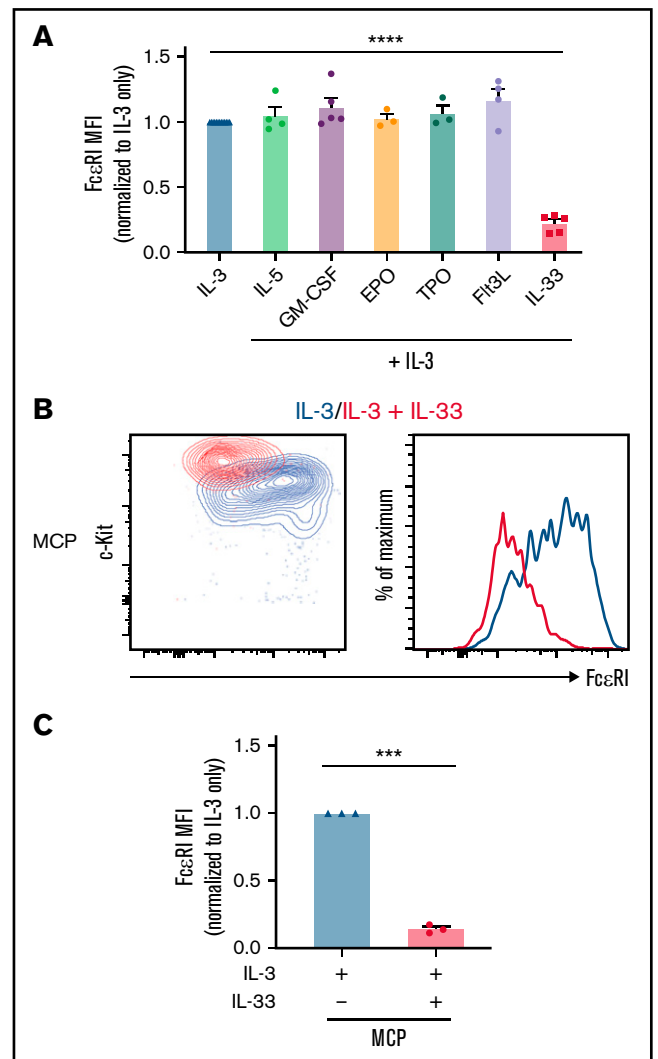 A
****
FcεRI MFI
(normalized to IL-3 only)
1.5
1.0
0.5
0.0
IL-3
IL-5
GM-CSF
EPO
TPO
Flt3L
IL-33
+ IL-3
B
IL-3/IL-3 + IL-33
MCP
c-Kit
% of maximum
FcεRI
C
***
FcεRI MFI
(normalized to IL-3 only)
1.5
1.0
0.5
0.0
IL-3 + +
IL-33 − +
MCP